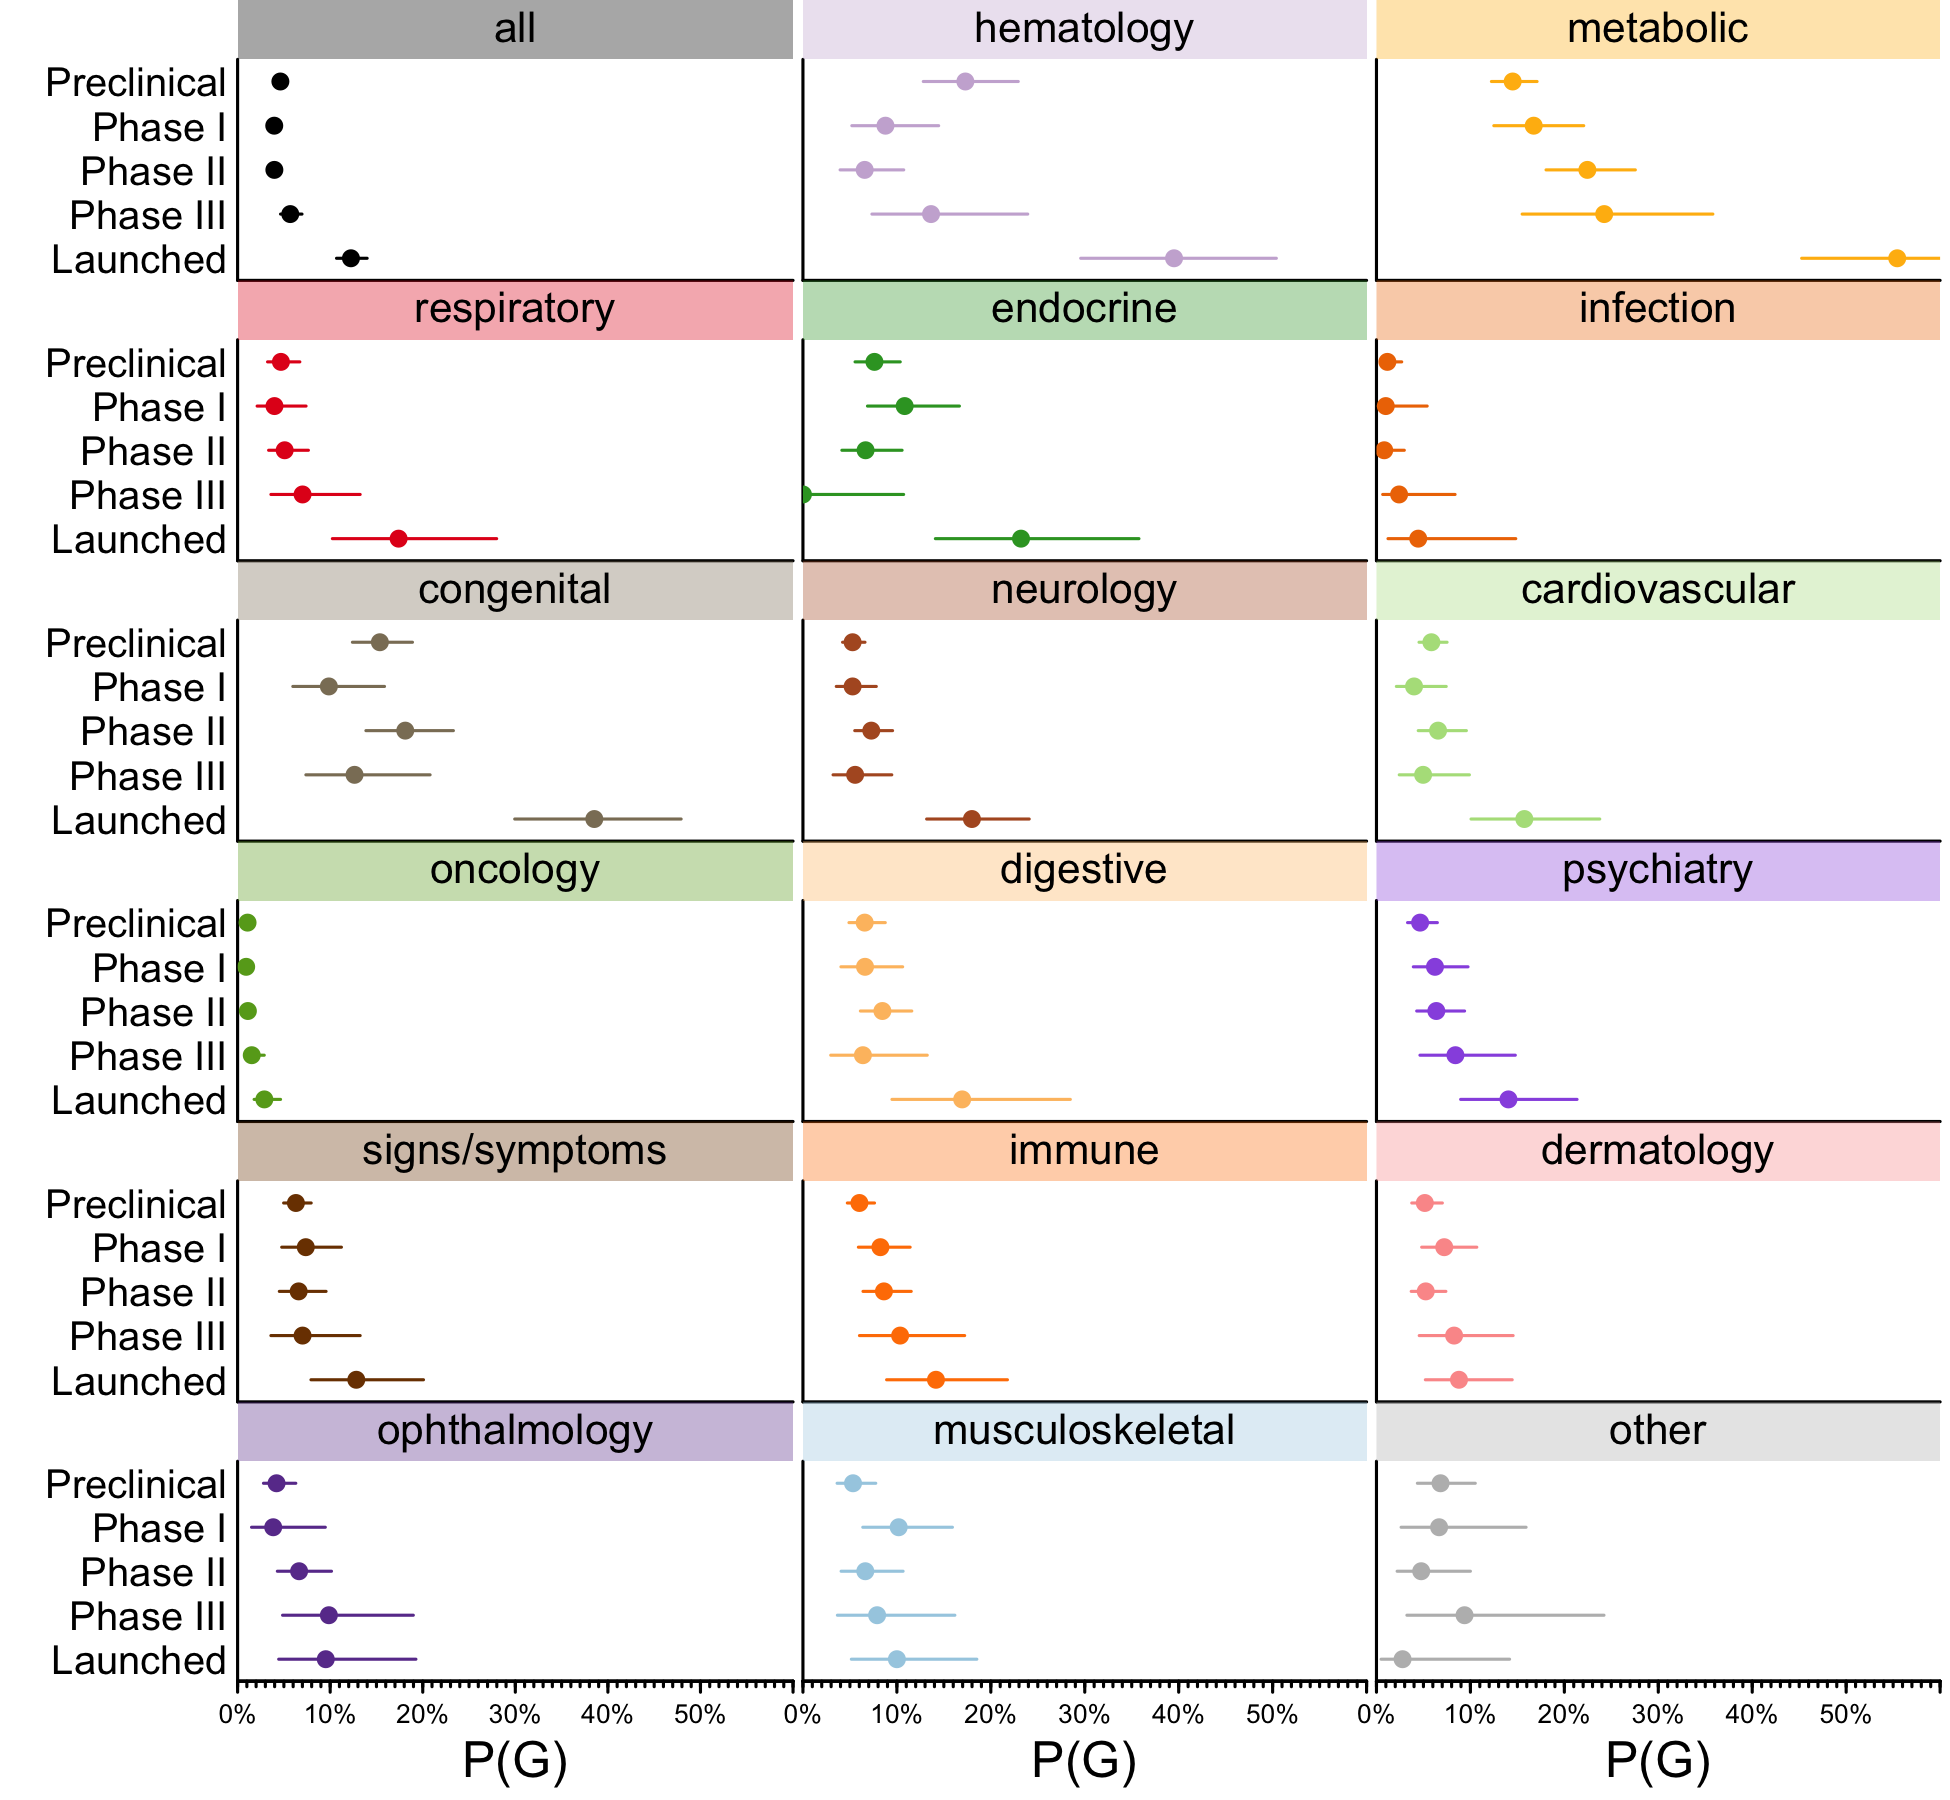 all hematology metabolic
Preclinical
Phase I
Phase II
Phase III
Launched
respiratory endocrine infection
Preclinical
Phase I
Phase II
Phase III
Launched
congenital neurology cardiovascular
Preclinical
Phase I
Phase II
Phase III
Launched
oncology digestive psychiatry
Preclinical
Phase I
Phase II
Phase III
Launched
signs/symptoms immune dermatology
Preclinical
Phase I
Phase II
Phase III
Launched
ophthalmology musculoskeletal other
Preclinical
Phase I
Phase II
Phase III
Launched
0% 10% 20% 30% 40% 50% 0% 10% 20% 30% 40% 50% 0% 10% 20% 30% 40% 50%
P(G) P(G) P(G)